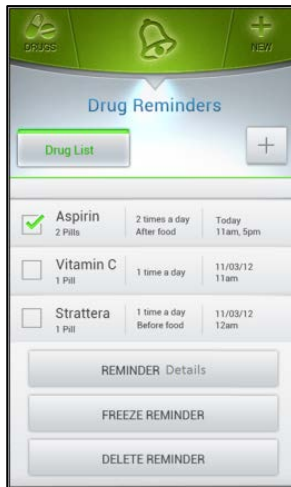 DRUGS
NEW
Drug Reminders
Drug List
Aspirin
2 Pills
2 times a day
After food
Today
11am, 5pm
Vitamin C
1 Pill
1 time a day
11/03/12
11am
Strattera
1 Pill
1 time a day
Before food
11/03/12
12am
REMINDER Details
FREEZE REMINDER
DELETE REMINDER